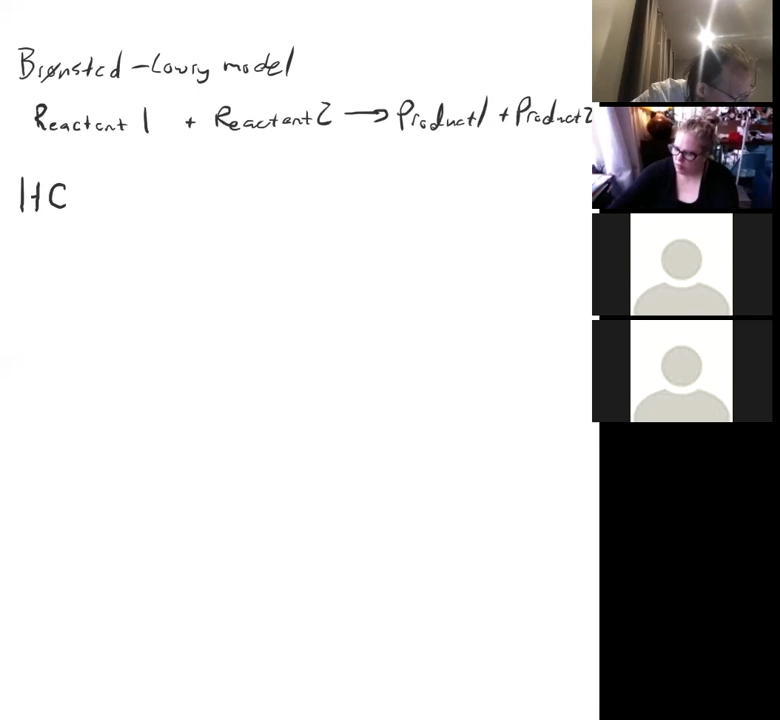 Brønsted-Lowry model
Reactant 1 + Reactant 2 → Product 1 + Product 2
HC